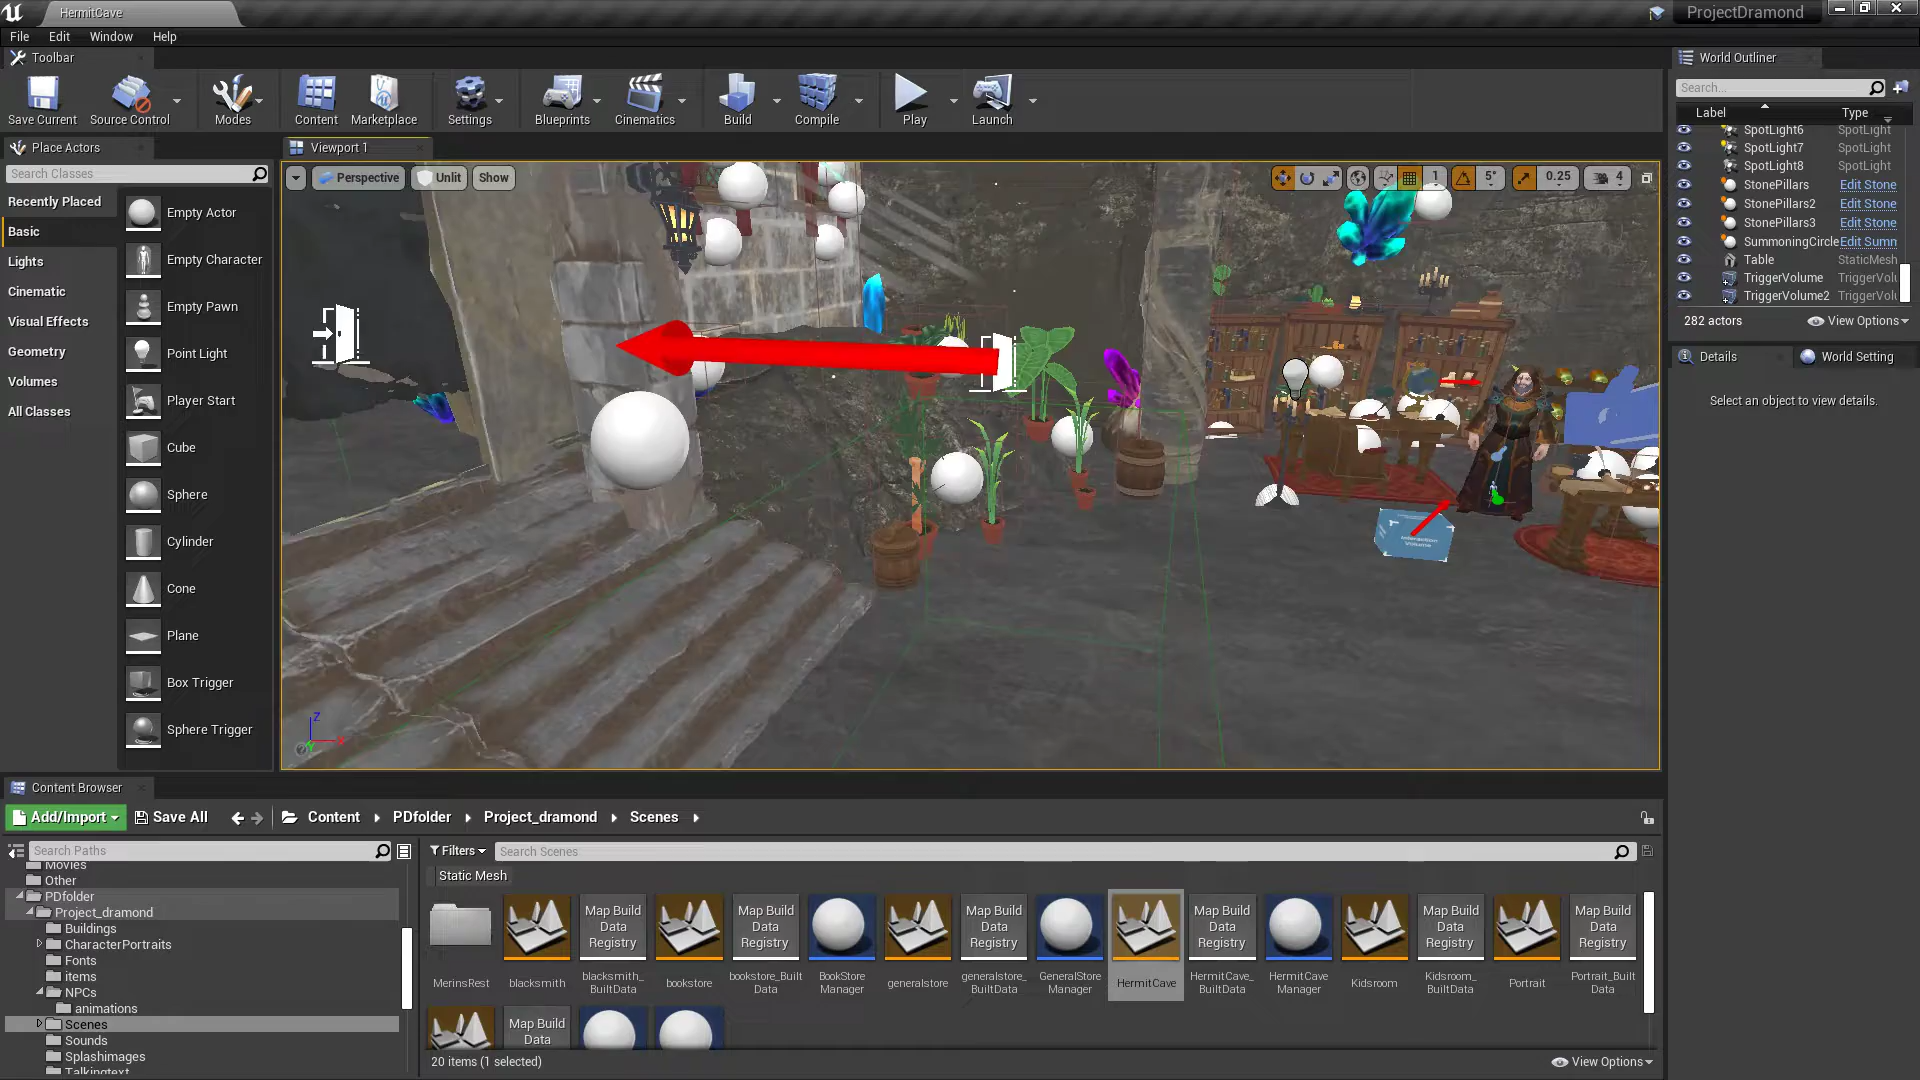 HermitCave
ProjectDramond
File
Edit
Window
Help
Toolbar
Save Current
Source Control
Modes
Content
Marketplace
Settings
Blueprints
Cinematics
Build
Compile
Play
Launch
Place Actors
Search Classes
Recently Placed
Basic
Lights
Cinematic
Visual Effects
Geometry
Volumes
All Classes
Empty Actor
Empty Character
Empty Pawn
Point Light
Player Start
Cube
Sphere
Cylinder
Cone
Plane
Box Trigger
Sphere Trigger
Viewport 1
Perspective
Unlit
Show
1
5°
0.25
4
Interaction
Volume
Z
X
Y
World Outliner
Search...
Label
Type
SpotLight6 SpotLight
SpotLight7 SpotLight
SpotLight8 SpotLight
StonePillars Edit Stone
StonePillars2 Edit Stone
StonePillars3 Edit Stone
SummoningCircle Edit Summ
Table StaticMesh
TriggerVolume TriggerVol
TriggerVolume2 TriggerVol
282 actors
View Options
Details
World Setting
Select an object to view details.
Content Browser
Add/Import
Save All
Content
PDfolder
Project_dramond
Scenes
Search Paths
Movies
Other
PDfolder
Project_dramond
Buildings
CharacterPortraits
Fonts
items
NPCs
animations
Scenes
Sounds
Splashimages
Talkingtext
Filters
Search Scenes
Static Mesh
MerinsRest
blacksmith
Map Build
Data
Registry
blacksmith_
BuiltData
bookstore
Map Build
Data
Registry
bookstore_Built
Data
BookStore
Manager
generalstore
Map Build
Data
Registry
generalstore_
BuiltData
GeneralStore
Manager
HermitCave
Map Build
Data
Registry
HermitCave_
BuiltData
HermitCave
Manager
Kidsroom
Map Build
Data
Registry
Kidsroom_
BuiltData
Portrait
Map Build
Data
Registry
Portrait_Built
Data
Map Build
Data
20 items (1 selected)
View Options